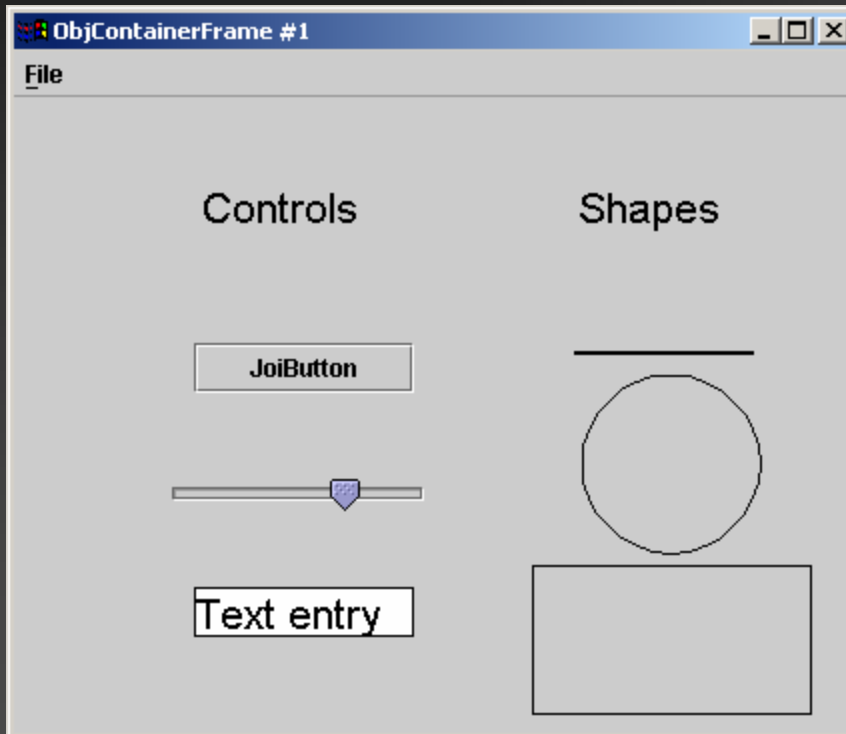 ObjContainerFrame #1
File
Controls
Shapes
JoiButton
Text entry